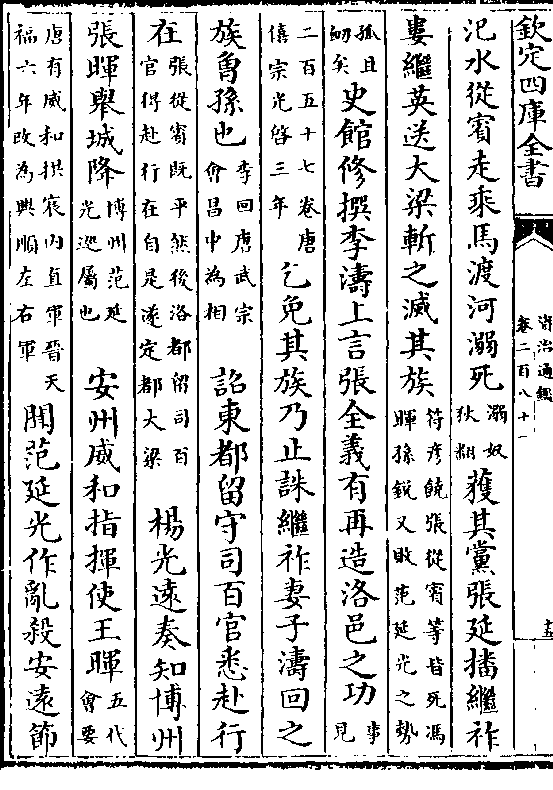 欽定四庫全書
資治通鑑
卷二百八十一
汜水從賓走乘馬渡河溺死溺奴狄翻獲其黨張延播繼祚
婁繼英送大梁斬之滅其族符彥饒張從賓等皆死馮暉孫鋭又敗范延光之勢
孤且蹙矣史館修撰李濤上言張全義有再造洛邑之功事見
二百五十七卷唐僖宗光啓三年乞免其族乃止誅繼祚妻子濤回之
族曾孫也李回唐武宗會昌中為相詔東都留守司百官悉赴行
在張從賓既平然後洛都留司百官得赴行在自是遂定都大梁楊光遠奏知博州
張暉舉城降博州范延光巡屬也安州威和指揮使王暉五代會要
唐有威和拱宸内直軍晉天福六年改為興順左右軍聞范延光作亂殺安遠節